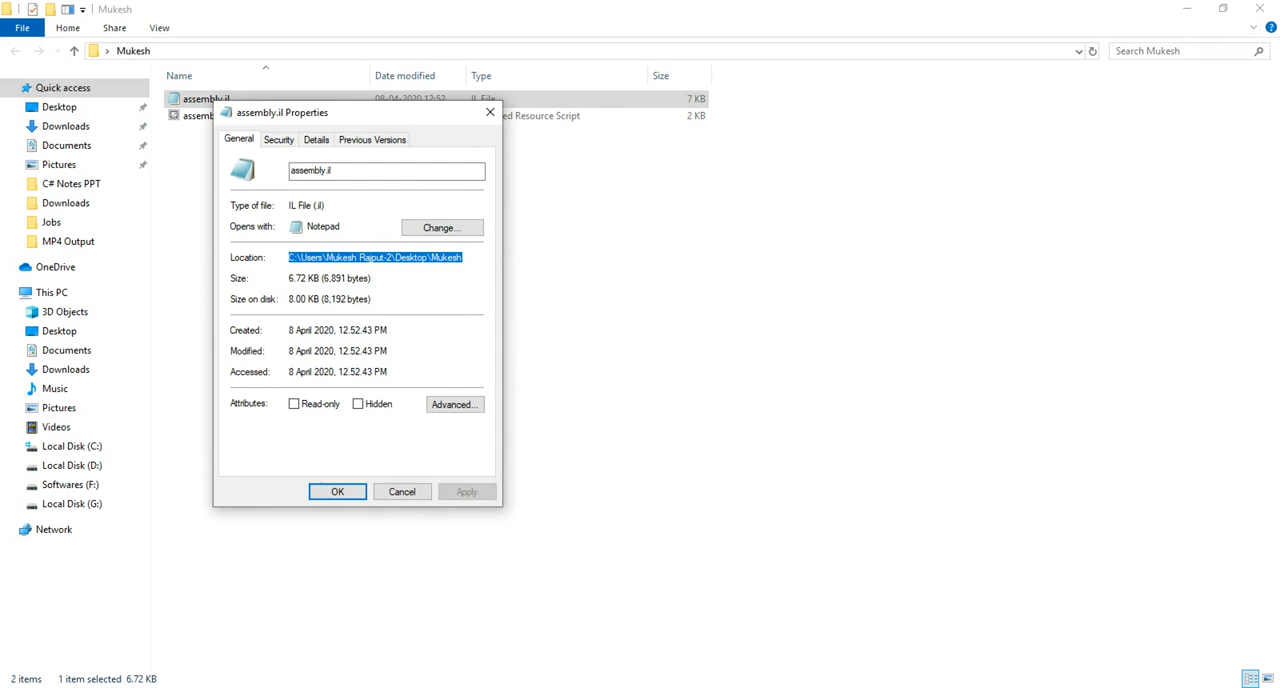 Mukesh
File Home Share View
Mukesh
Search Mukesh
Name Date modified Type Size
assembly.il 08-04-2020 12:52 IL File 7 KB
ed Resource Script 2 KB
Quick access
Desktop
Downloads
Documents
Pictures
C# Notes PPT
Downloads
Jobs
MP4 Output
OneDrive
This PC
3D Objects
Desktop
Documents
Downloads
Music
Pictures
Videos
Local Disk (C:)
Local Disk (D:)
Softwares (F:)
Local Disk (G:)
Network
assembly.il Properties
General Security Details Previous Versions
assembly.il
Type of file: IL File (.il)
Opens with: Notepad Change...
Location: C:\Users\Mukesh Rajput-2\Desktop\Mukesh
Size: 6.72 KB (6,891 bytes)
Size on disk: 8.00 KB (8,192 bytes)
Created: 8 April 2020, 12.52.43 PM
Modified: 8 April 2020, 12.52.43 PM
Accessed: 8 April 2020, 12.52.43 PM
Attributes: Read-only Hidden Advanced...
OK Cancel Apply
2 items 1 item selected 6.72 KB